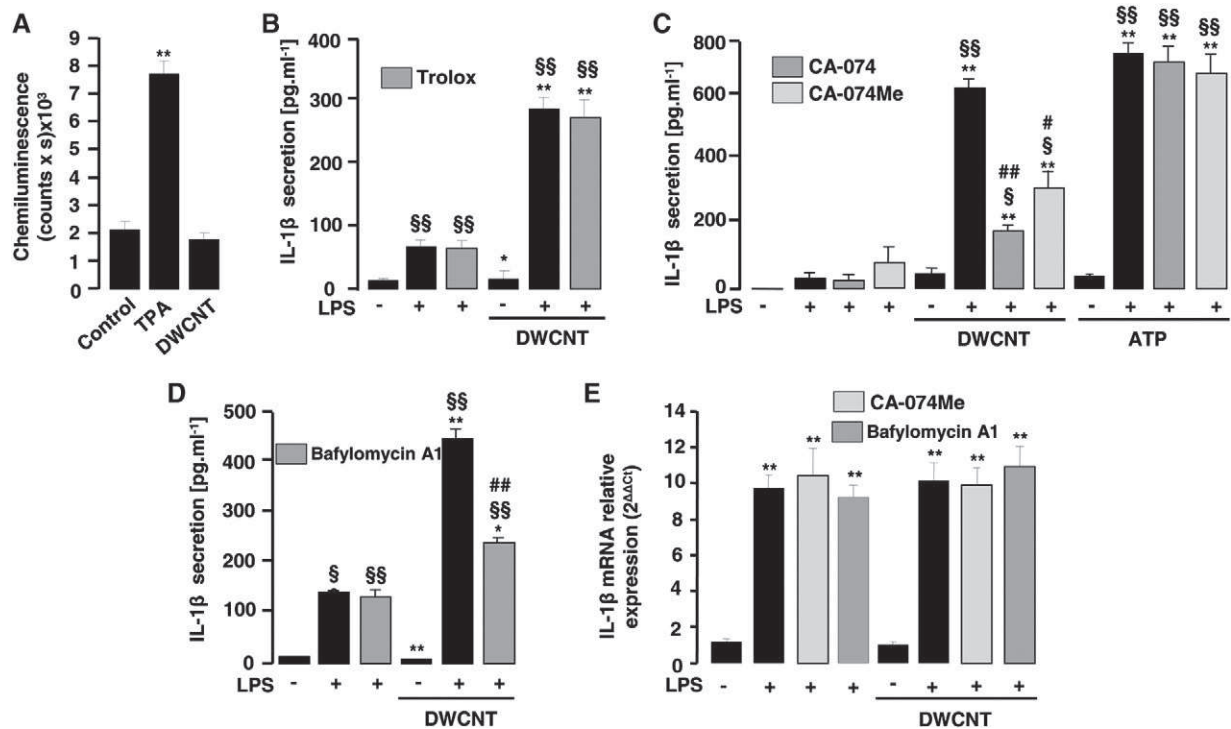 A
Chemiluminescence
(counts x s)x10³
9
8
7
6
5
4
3
2
1
0
**
Control
TPA
DWCNT
B
IL-1β secretion [pg.ml⁻¹]
400
300
200
100
0
Trolox
§§
§§
*
§§
**
§§
**
LPS - + + - + +
DWCNT
C
IL-1β secretion [pg.ml⁻¹]
800
600
400
200
0
CA-074
CA-074Me
§§
**
##
§
**
#
§
**
§§
**
§§
**
§§
**
LPS - + + + - + + + - + + +
DWCNT
ATP
D
IL-1β secretion [pg.ml⁻¹]
500
400
300
200
100
0
Bafylomycin A1
§
§§
**
§§
**
##
§§
*
LPS - + + - + +
DWCNT
E
IL-1β mRNA relative
expression (2^ΔΔCt)
14
12
10
8
6
4
2
0
CA-074Me
Bafylomycin A1
**
**
**
**
**
**
LPS - + + + - + + +
DWCNT